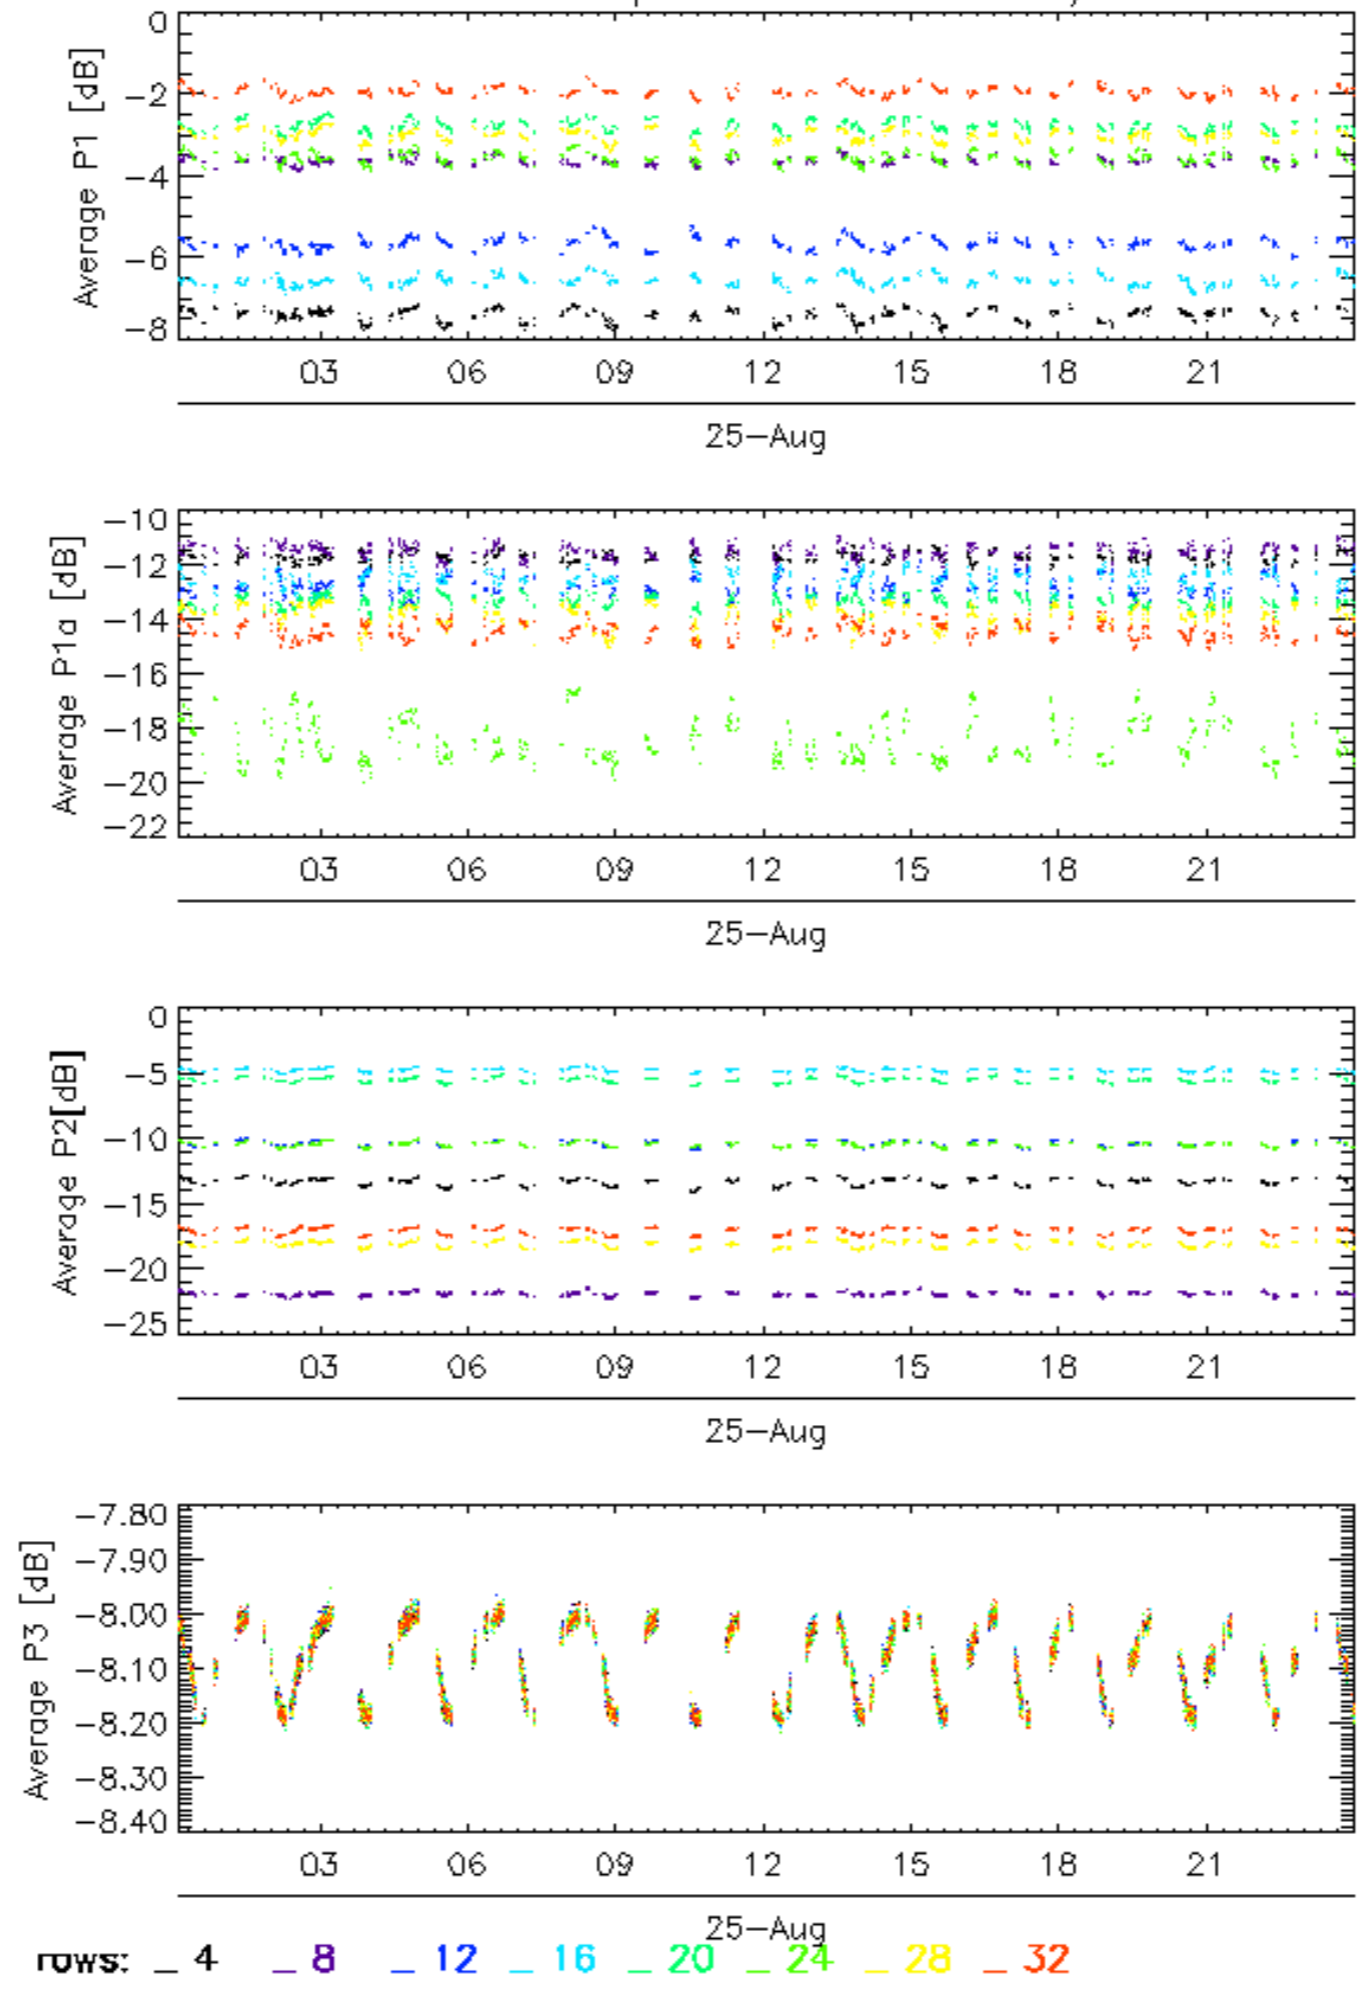 0
−2
−4
−6
−8
Average P1 [dB]
03 06 09 12 15 18 21
25−Aug
−10
−12
−14
−16
−18
−20
−22
Average P1a [dB]
03 06 09 12 15 18 21
25−Aug
0
−5
−10
−15
−20
−25
Average P2[dB]
03 06 09 12 15 18 21
25−Aug
−7.80
−7.90
−8.00
−8.10
−8.20
−8.30
−8.40
Average P3 [dB]
03 06 09 12 15 18 21
25−Aug
rows: _ 4 _ 8 _ 12 _ 16 _ 20 _ 24 _ 28 _ 32